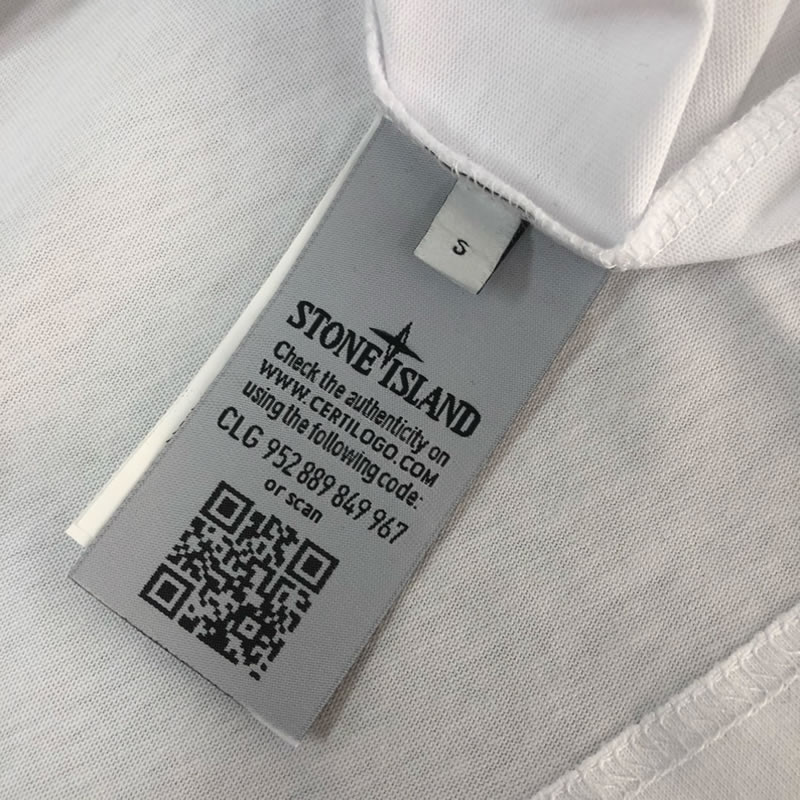 S
STONE ISLAND
Check the authenticity on
WWW.CERTILOGO.COM
using the following code:
CLG 952 889 849 967
or scan